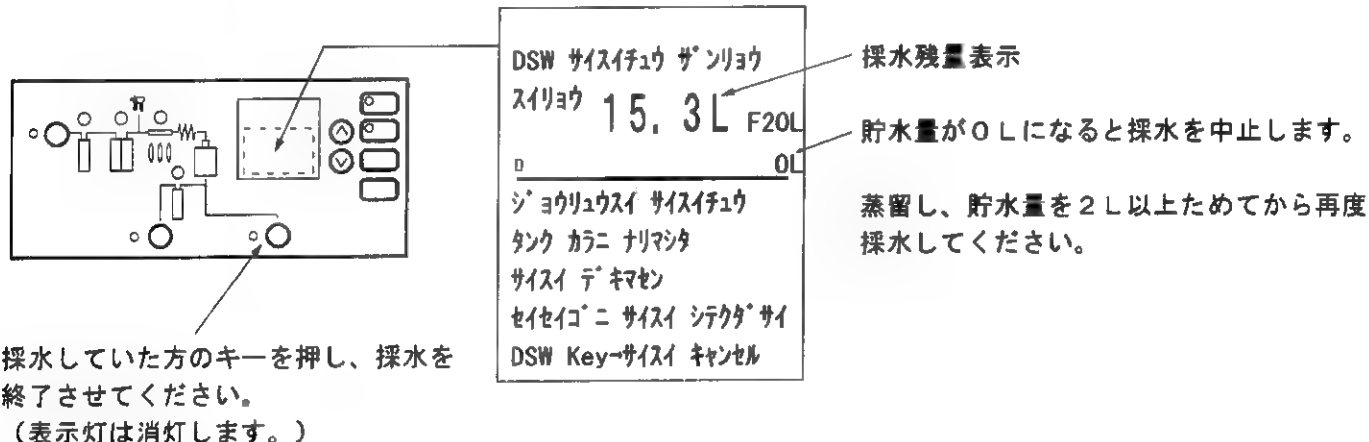 DSW サイスイチュウ ザンリョウ
スイリョウ 15.3L F20L
D 0L
ジョウリュウスイ サイスイチュウ
タンク カラニ ナリマシタ
サイスイ デキマセン
セイセイゴニ サイスイ シテクダサイ
DSW Key→サイスイ キャンセル
採水残量表示
貯水量が０Lになると採水を中止します。
蒸留し、貯水量を２L以上ためてから再度
採水してください。
採水していた方のキーを押し、採水を
終了させてください。
（表示灯は消灯します。）